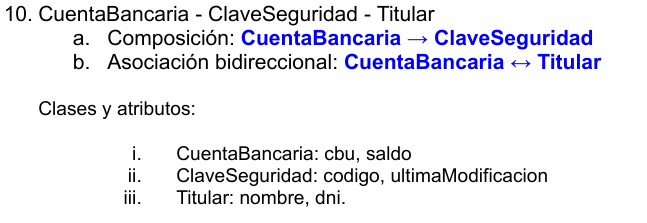 10. CuentaBancaria - ClaveSeguridad - Titular
a. Composición: CuentaBancaria → ClaveSeguridad
b. Asociación bidireccional: CuentaBancaria ↔ Titular
Clases y atributos:
i. CuentaBancaria: cbu, saldo
ii. ClaveSeguridad: codigo, ultimaModificacion
iii. Titular: nombre, dni.